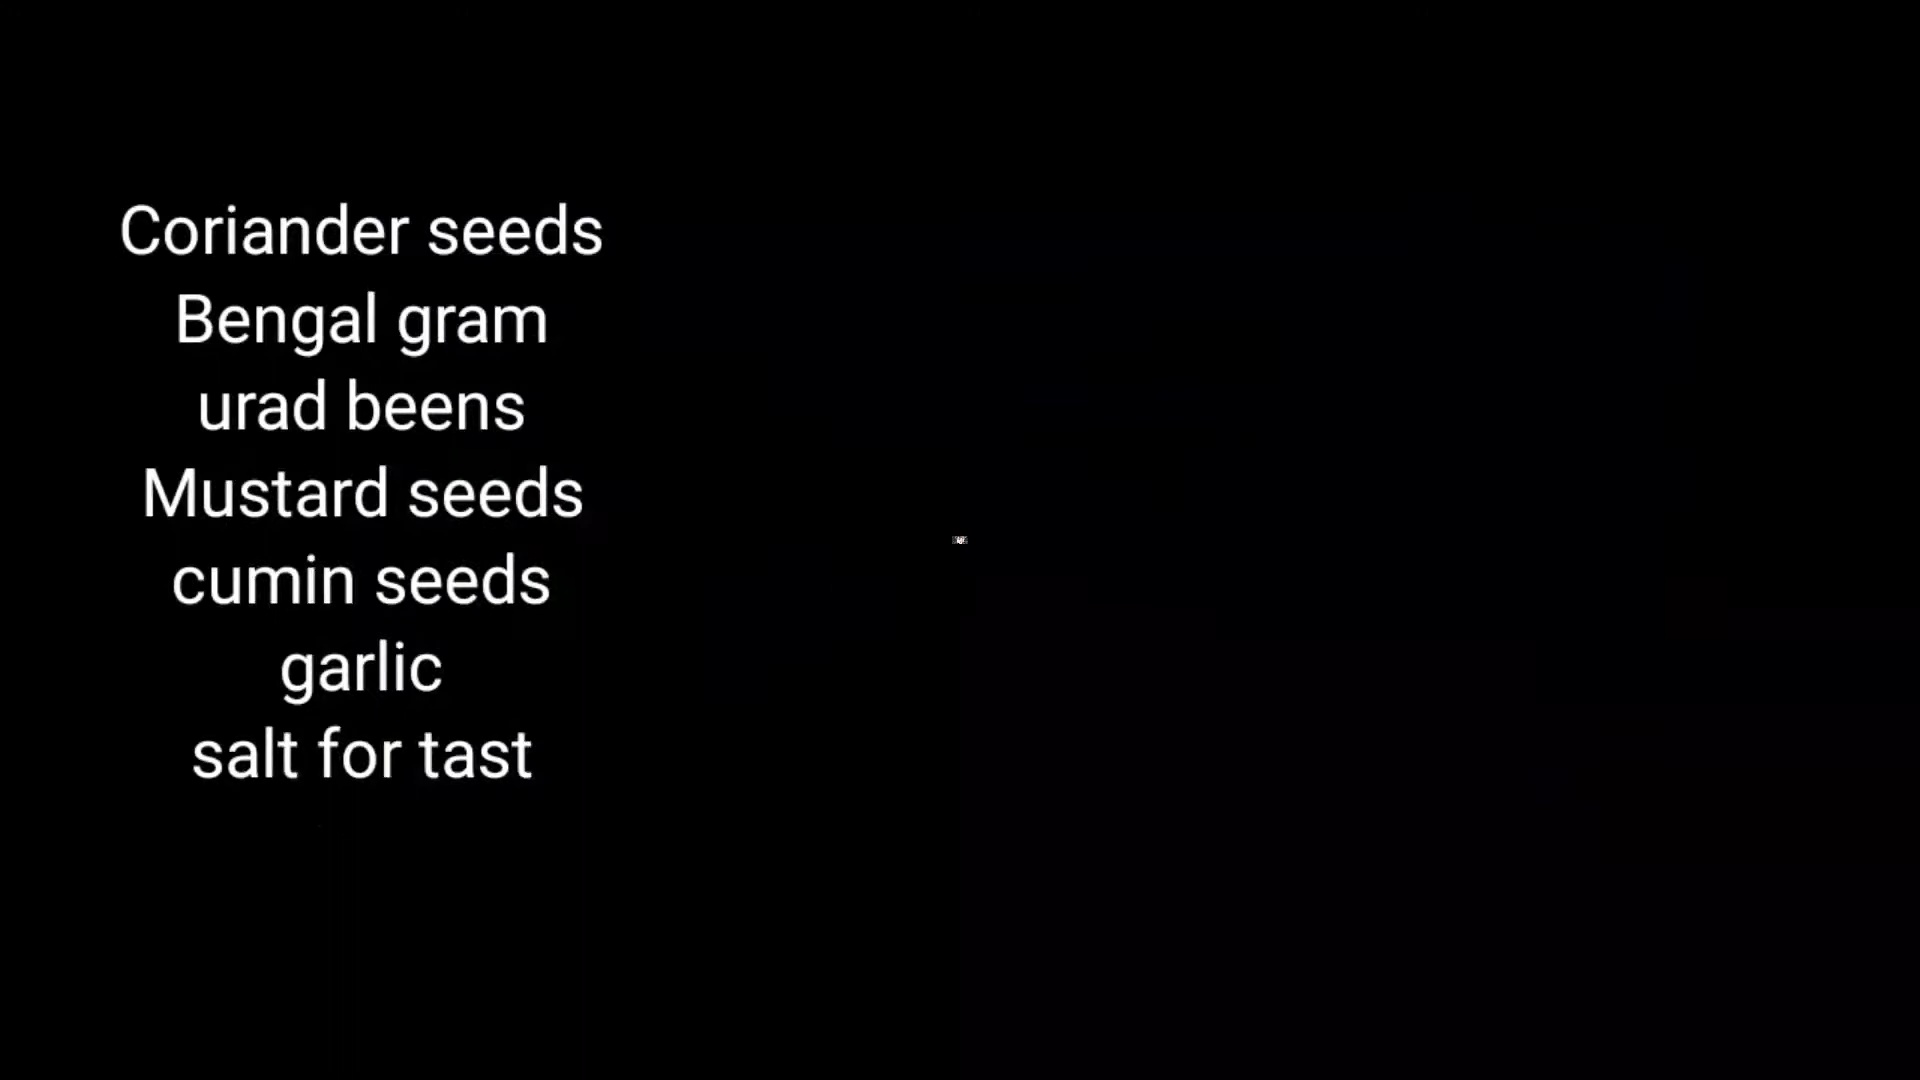 Coriander seeds
Bengal gram
urad beens
Mustard seeds
cumin seeds
garlic
salt for tast